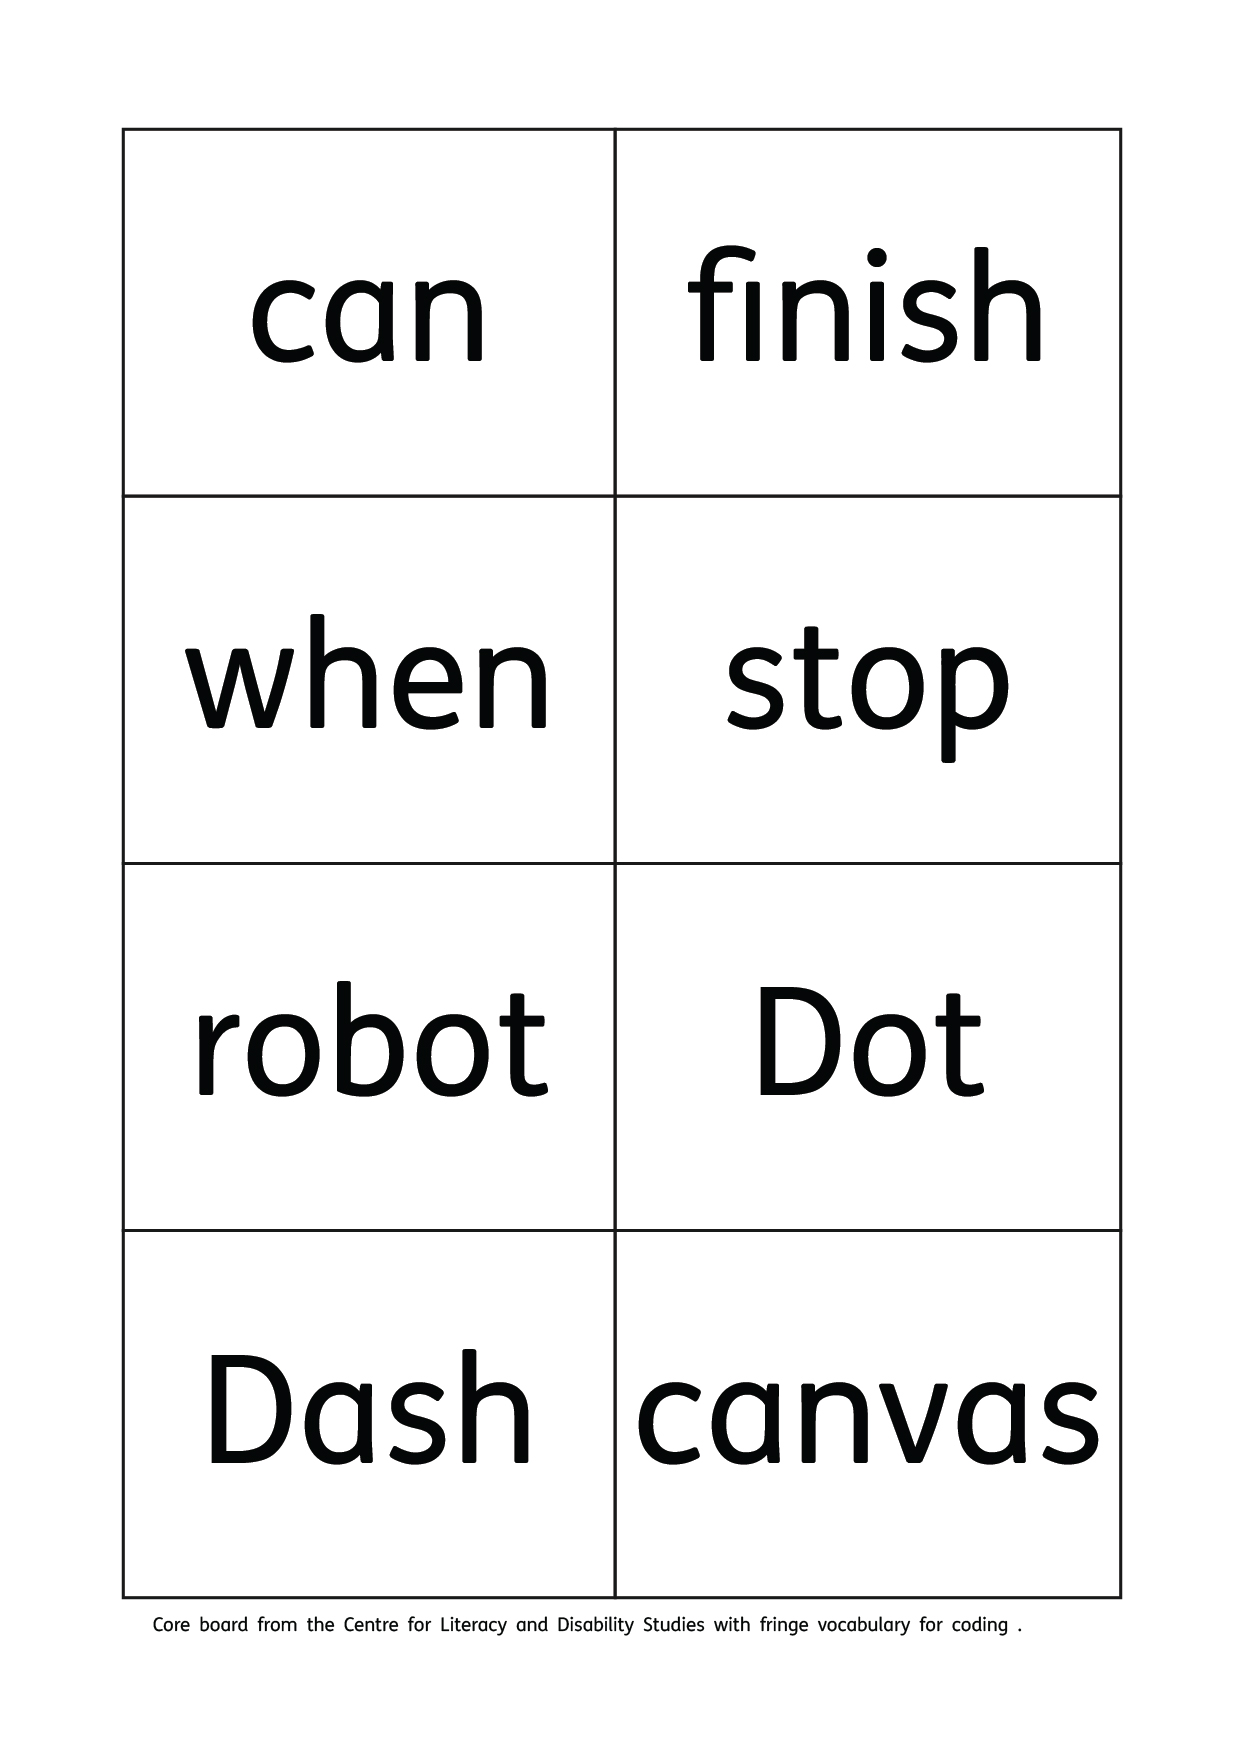 can
finish
when
stop
robot
Dot
Dash
canvas
Core board from the Centre for Literacy and Disability Studies with fringe vocabulary for coding .